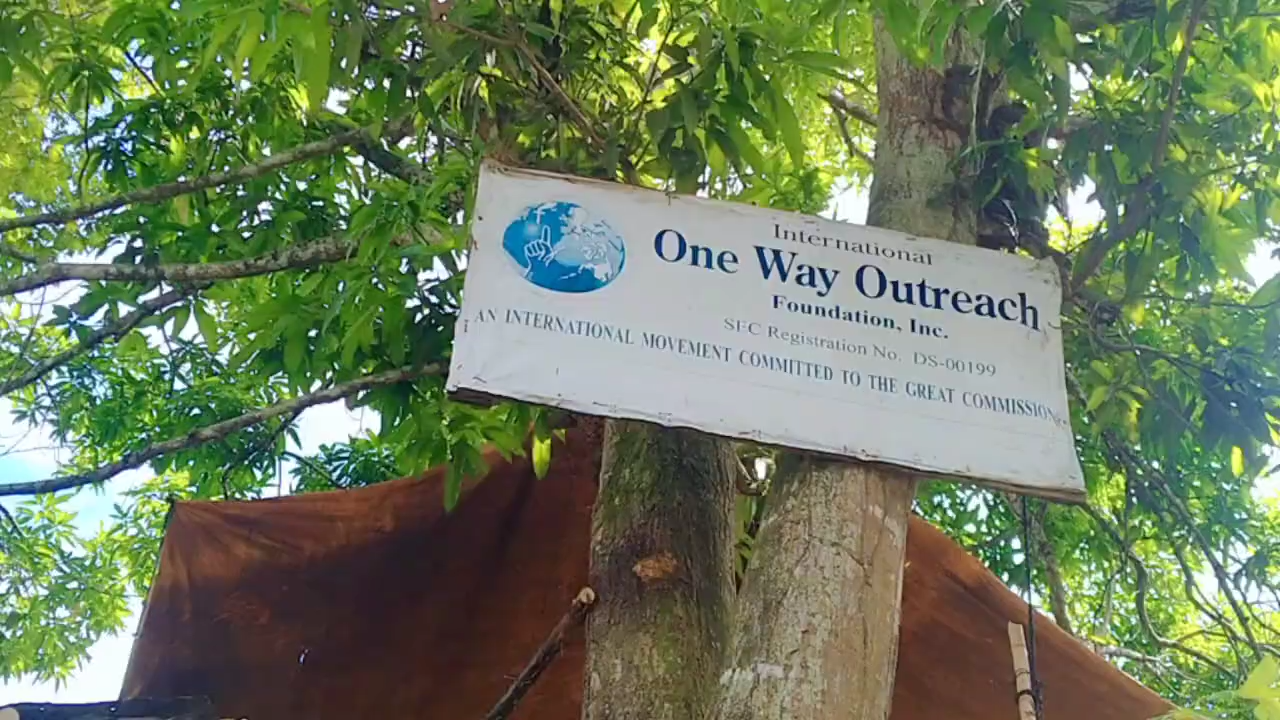 International
One Way Outreach
Foundation, Inc.
SEC Registration No. DS-00199
AN INTERNATIONAL MOVEMENT COMMITTED TO THE GREAT COMMISSION